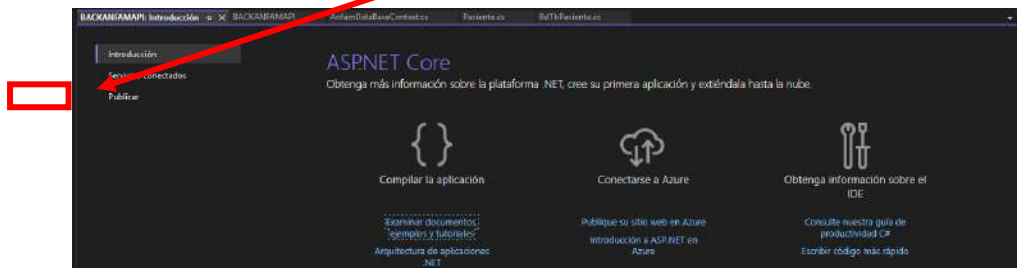 BACKANFAMAPI: Introducción BACKANFAMAPI AnfamDataBaseContext.cs Paciente.cs BdTbPaciente.cs
Introducción
Servicios conectados
Publicar
ASP.NET Core
Obtenga más información sobre la plataforma .NET, cree su primera aplicación y extiéndala hasta la nube.
Compilar la aplicación
Conectarse a Azure
Obtenga información sobre el
IDE
Examinar documentos,
ejemplos y tutoriales
Arquitectura de aplicaciones
.NET
Publique su sitio web en Azure
Introducción a ASP.NET en
Azure
Consulte nuestra guía de
productividad C#
Escribir código más rápido